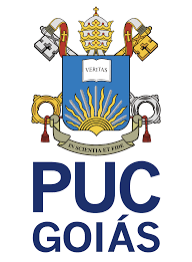 VERITAS
IN SCIENTIA ET FIDE
PUC
GOIÁS